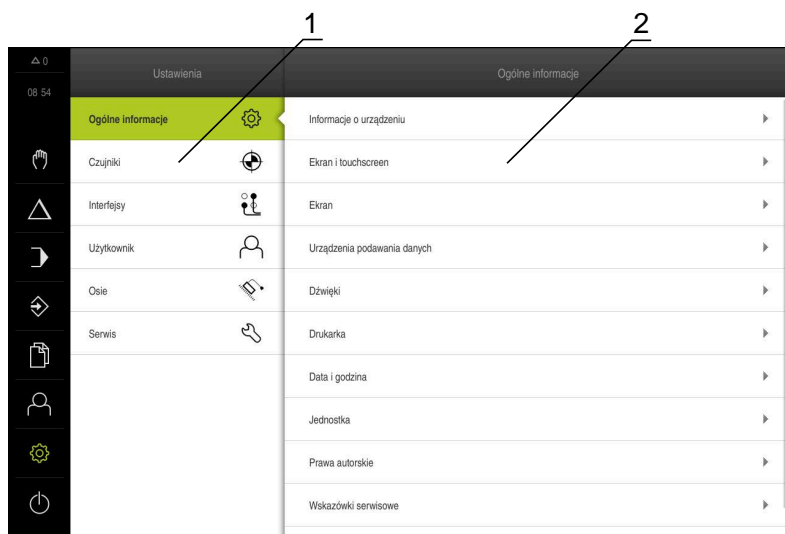 1
2
0
08 54
Ustawienia
Ogólne informacje
Ogólne informacje
Czujniki
Interfejsy
Użytkownik
Osie
Serwis
Informacje o urządzeniu
Ekran i touchscreen
Ekran
Urządzenia podawania danych
Dźwięki
Drukarka
Data i godzina
Jednostka
Prawa autorskie
Wskazówki serwisowe